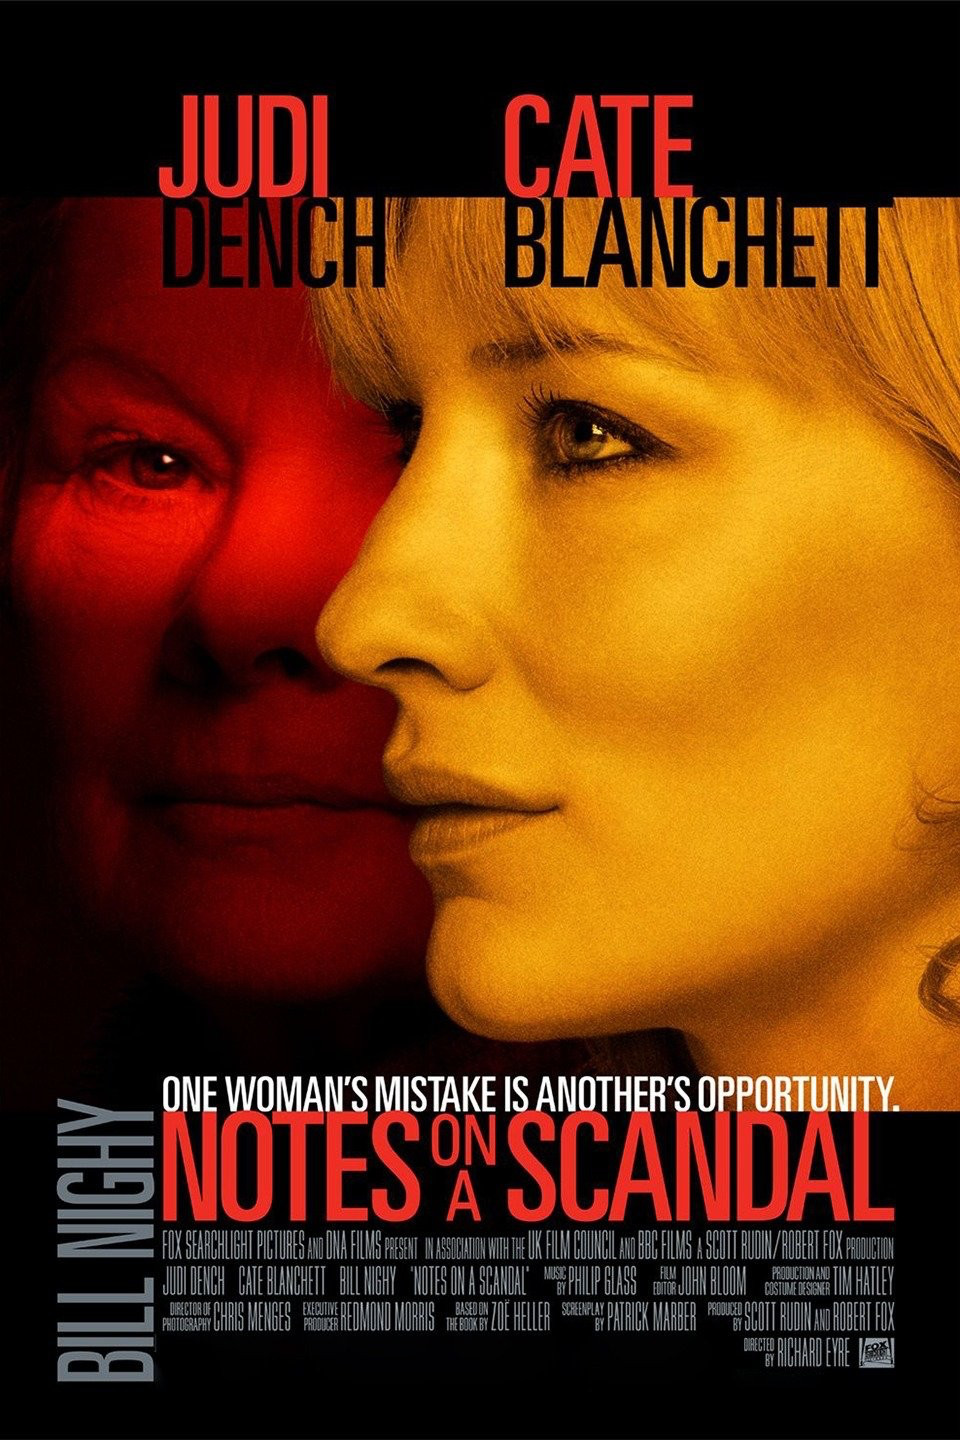 JUDI
DENCH
CATE
BLANCHETT
ONE WOMAN'S MISTAKE IS ANOTHER'S OPPORTUNITY.
NOTES ON A SCANDAL
BILL NIGHY
FOX SEARCHLIGHT PICTURES AND DNA FILMS PRESENT IN ASSOCIATION WITH THE UK FILM COUNCIL AND BBC FILMS A SCOTT RUDIN/ROBERT FOX PRODUCTION
JUDI DENCH CATE BLANCHETT BILL NIGHY "NOTES ON A SCANDAL" MUSIC BY PHILIP GLASS FILM EDITOR JOHN BLOOM PRODUCTION AND COSTUME DESIGNER TIM HATLEY
DIRECTOR OF PHOTOGRAPHY CHRIS MENGES EXECUTIVE PRODUCER REDMOND MORRIS BASED ON THE BOOK BY ZOË HELLER SCREENPLAY BY PATRICK MARBER PRODUCED BY SCOTT RUDIN AND ROBERT FOX
DIRECTED BY RICHARD EYRE FOX